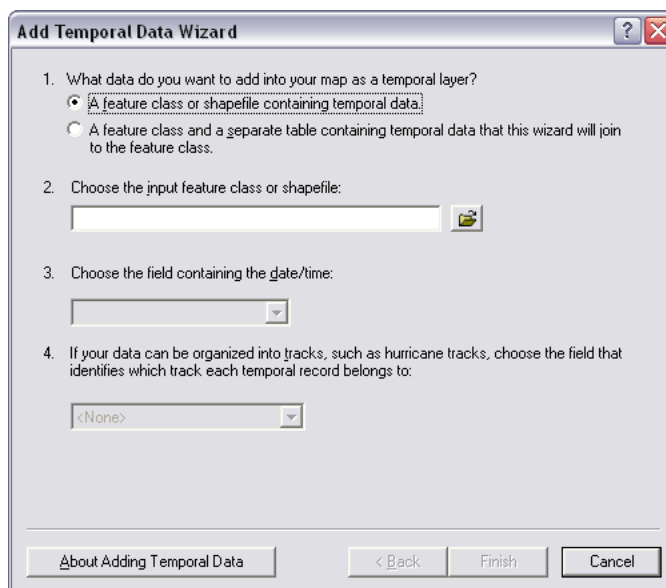 Add Temporal Data Wizard
1. What data do you want to add into your map as a temporal layer?
A feature class or shapefile containing temporal data.
A feature class and a separate table containing temporal data that this wizard will join
to the feature class.
2. Choose the input feature class or shapefile:
3. Choose the field containing the date/time:
4. If your data can be organized into tracks, such as hurricane tracks, choose the field that
identifies which track each temporal record belongs to:
<None>
About Adding Temporal Data
< Back
Finish
Cancel